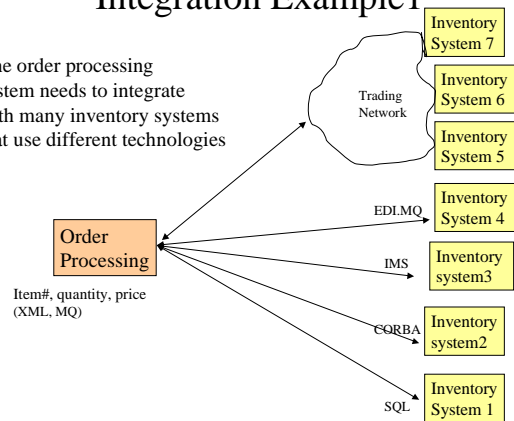 Integration Example1
ne order processing
stem needs to integrate
th many inventory systems
at use different technologies
Trading
Network
Inventory
System 7
Inventory
System 6
Inventory
System 5
EDI.MQ
Inventory
System 4
Order
Processing
IMS
Inventory
system3
Item#, quantity, price
(XML, MQ)
CORBA
Inventory
system2
SQL
Inventory
System 1